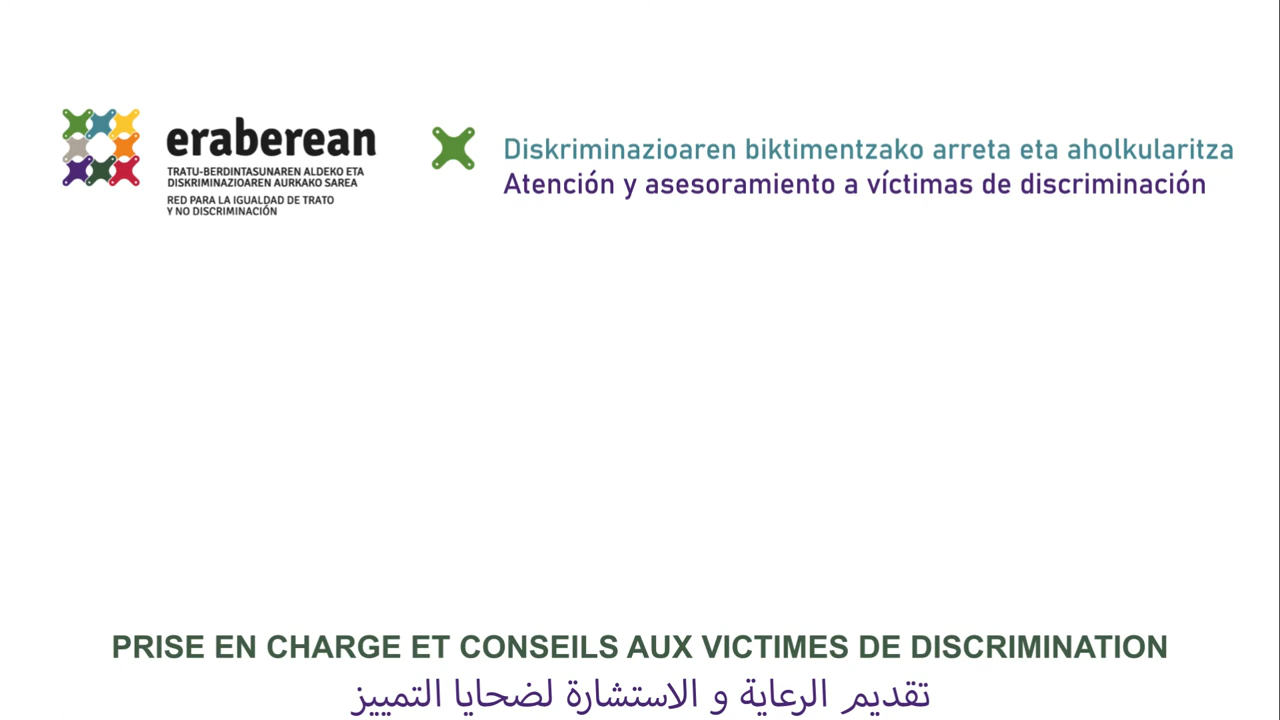 eraberean
TRATU-BERDINTASUNAREN ALDEKO ETA
DISKRIMINAZIOAREN AURKAKO SAREA
RED PARA LA IGUALDAD DE TRATO
Y NO DISCRIMINACIÓN
Diskriminazioaren biktimentzako arreta eta aholkularitza
Atención y asesoramiento a víctimas de discriminación
PRISE EN CHARGE ET CONSEILS AUX VICTIMES DE DISCRIMINATION
تقديم الرعاية و الاستشارة لضحايا التمييز